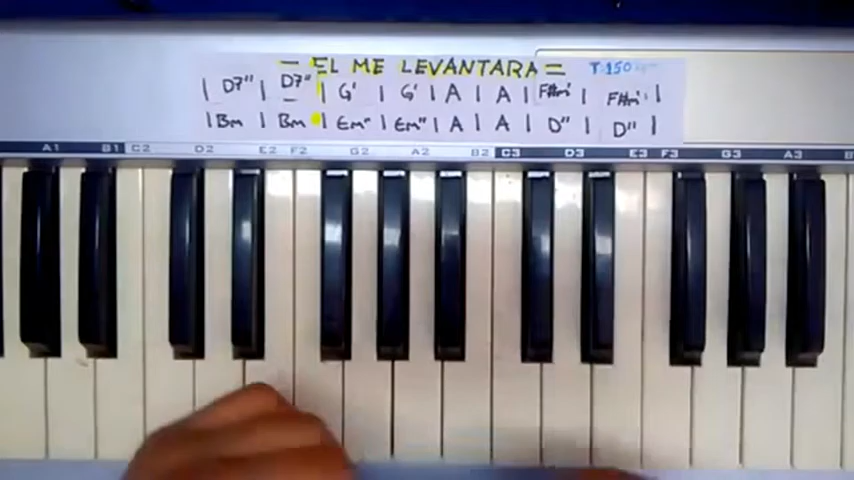 = EL ME LEVANTARA = T.150
| D7" | D7" | G' | G' | A | A | F#m' | F#m' |
| Bm | Bm | Em" | Em" | A | A | D" | D" |
A1 B1 C2 D2 E2 F2 G2 A2 B2 C3 D3 E3 F3 G3 A3 B